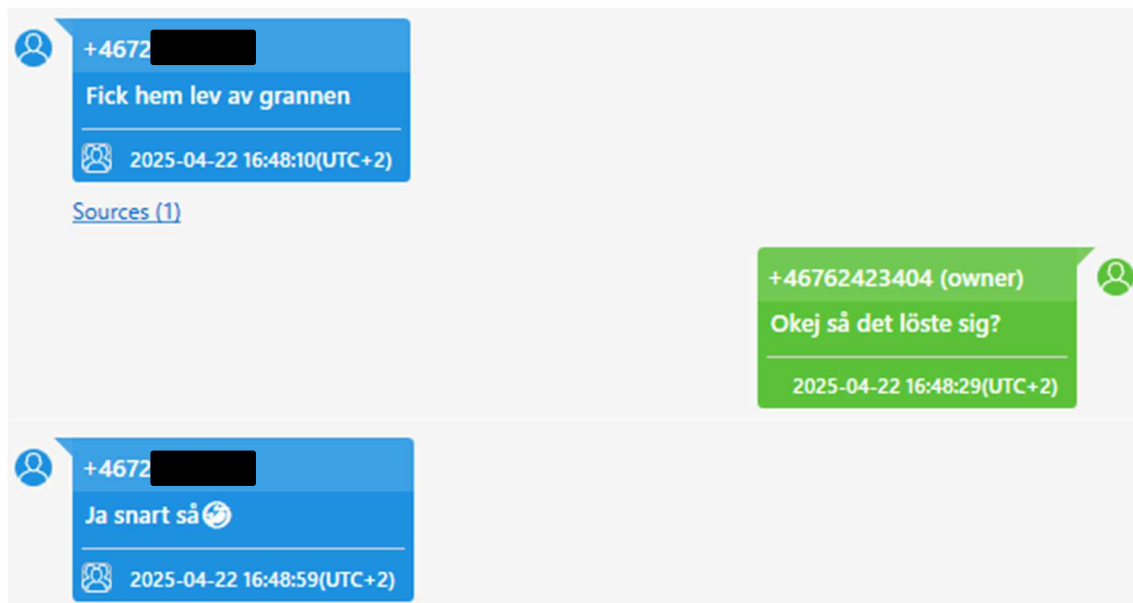 +4672
Fick hem lev av grannen
2025-04-22 16:48:10(UTC+2)
Sources (1)
+46762423404 (owner)
Okej så det löste sig?
2025-04-22 16:48:29(UTC+2)
+4672
Ja snart så
2025-04-22 16:48:59(UTC+2)